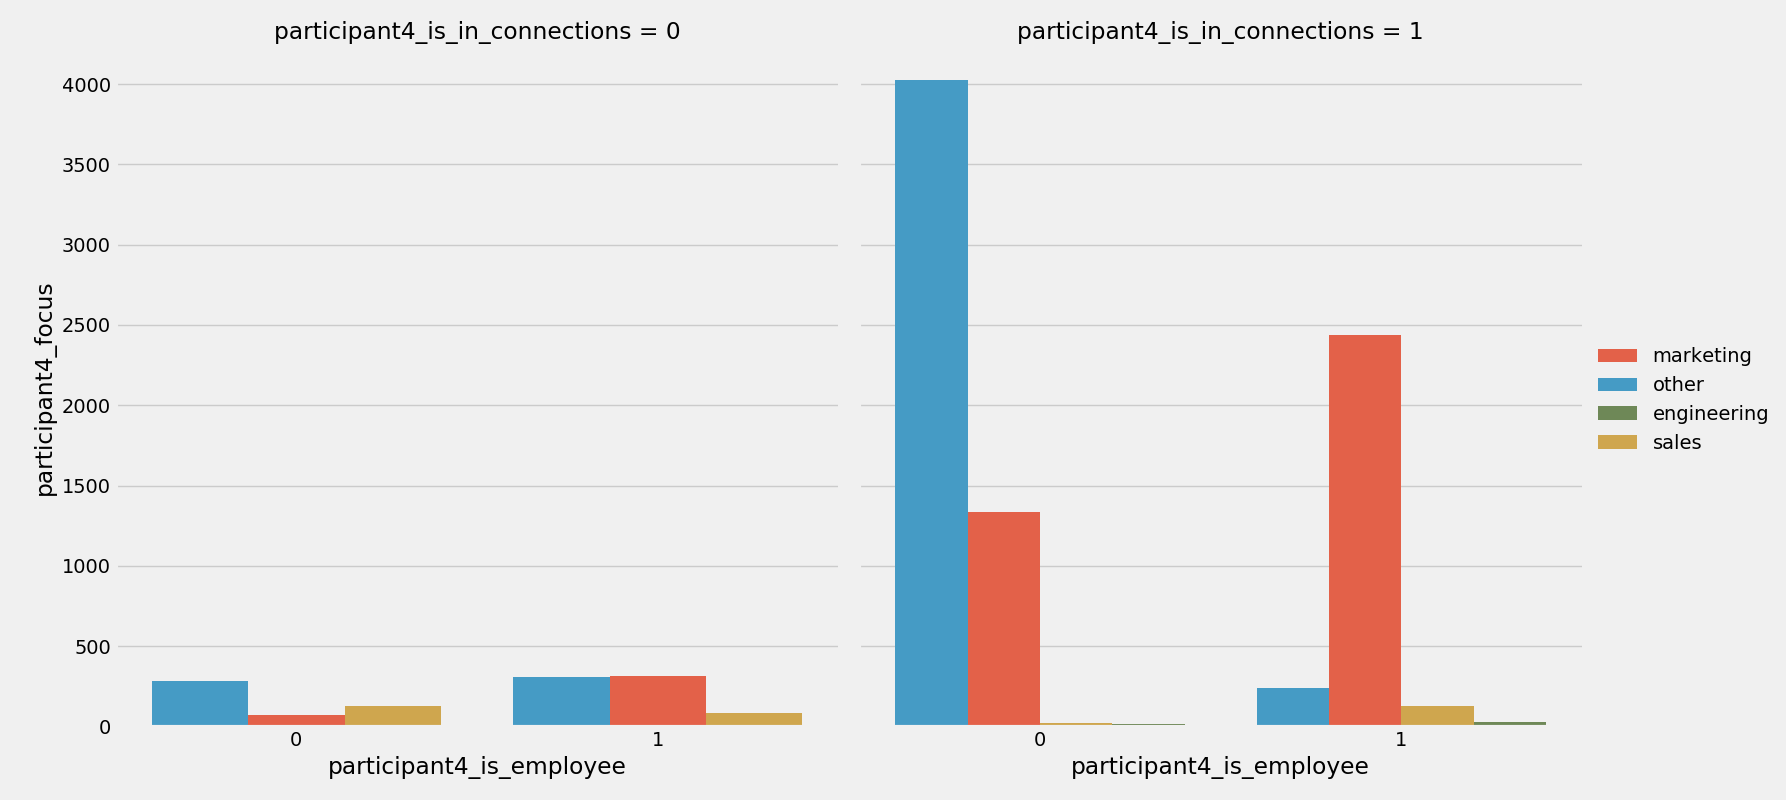 participant4_is_in_connections = 0
participant4_is_in_connections = 1
participant4_focus
4000
3500
3000
2500
2000
1500
1000
500
0
0
1
participant4_is_employee
0
1
participant4_is_employee
marketing
other
engineering
sales